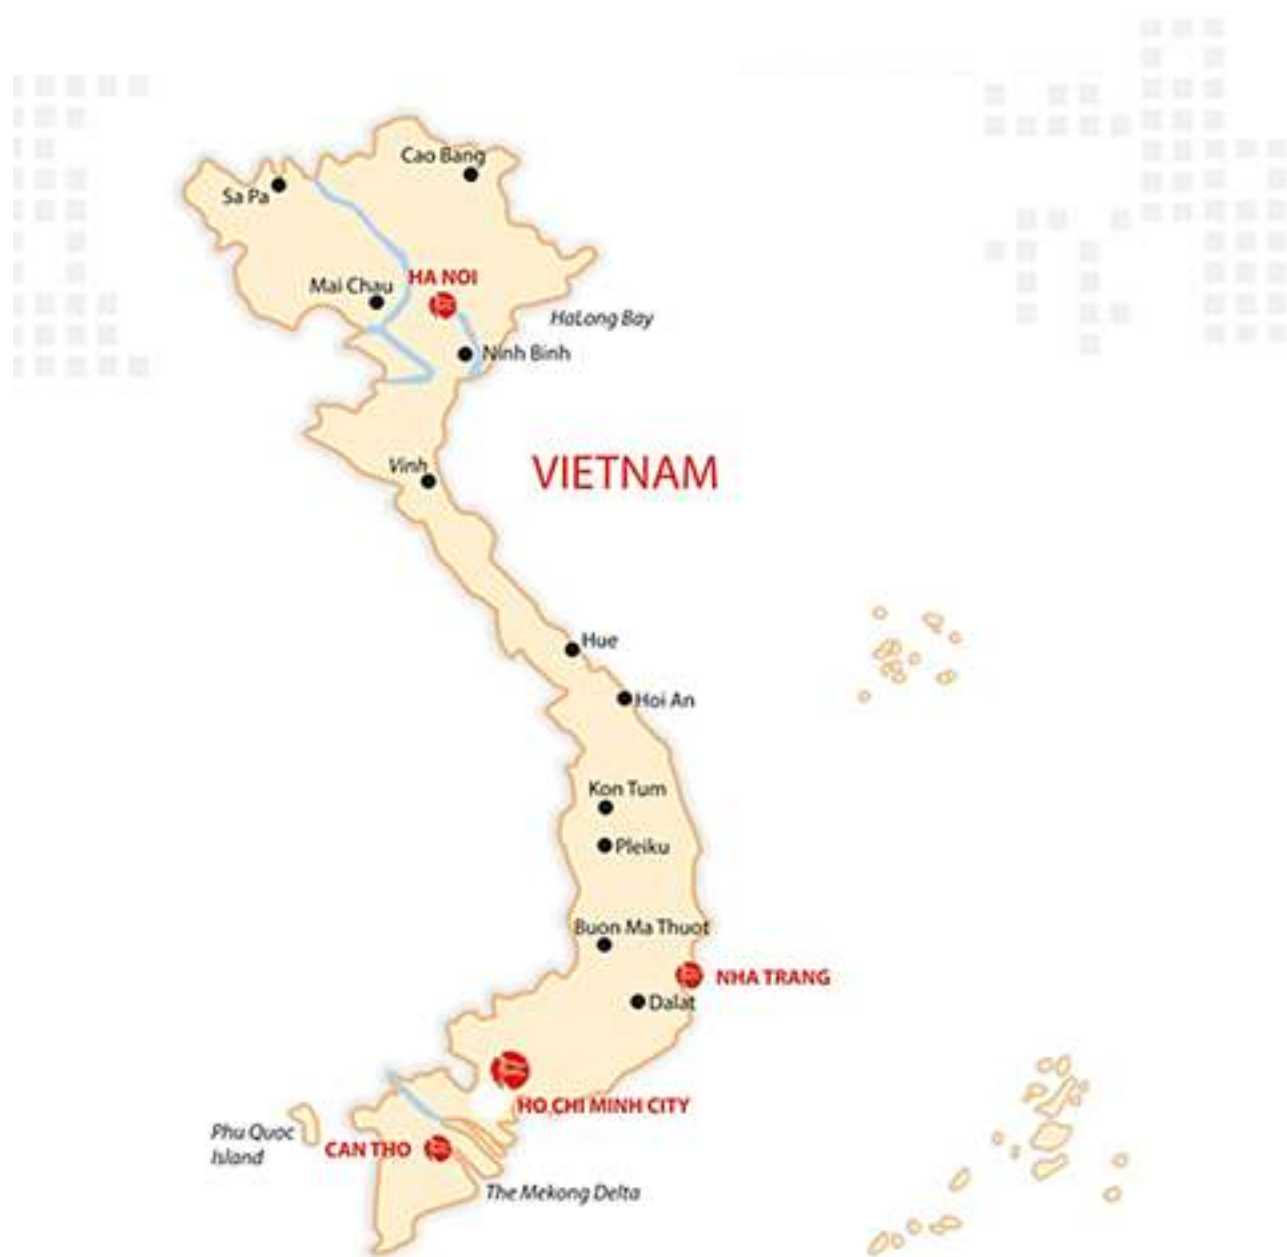 Cao Bang
Sa Pa
HA NOI
Mai Chau
HaLong Bay
Ninh Binh
VIETNAM
Vinh
Hue
Hoi An
Kon Tum
Pleiku
Buon Ma Thuot
NHA TRANG
Dalat
HO CHI MINH CITY
Phu Quoc
Island
CAN THO
The Mekong Delta